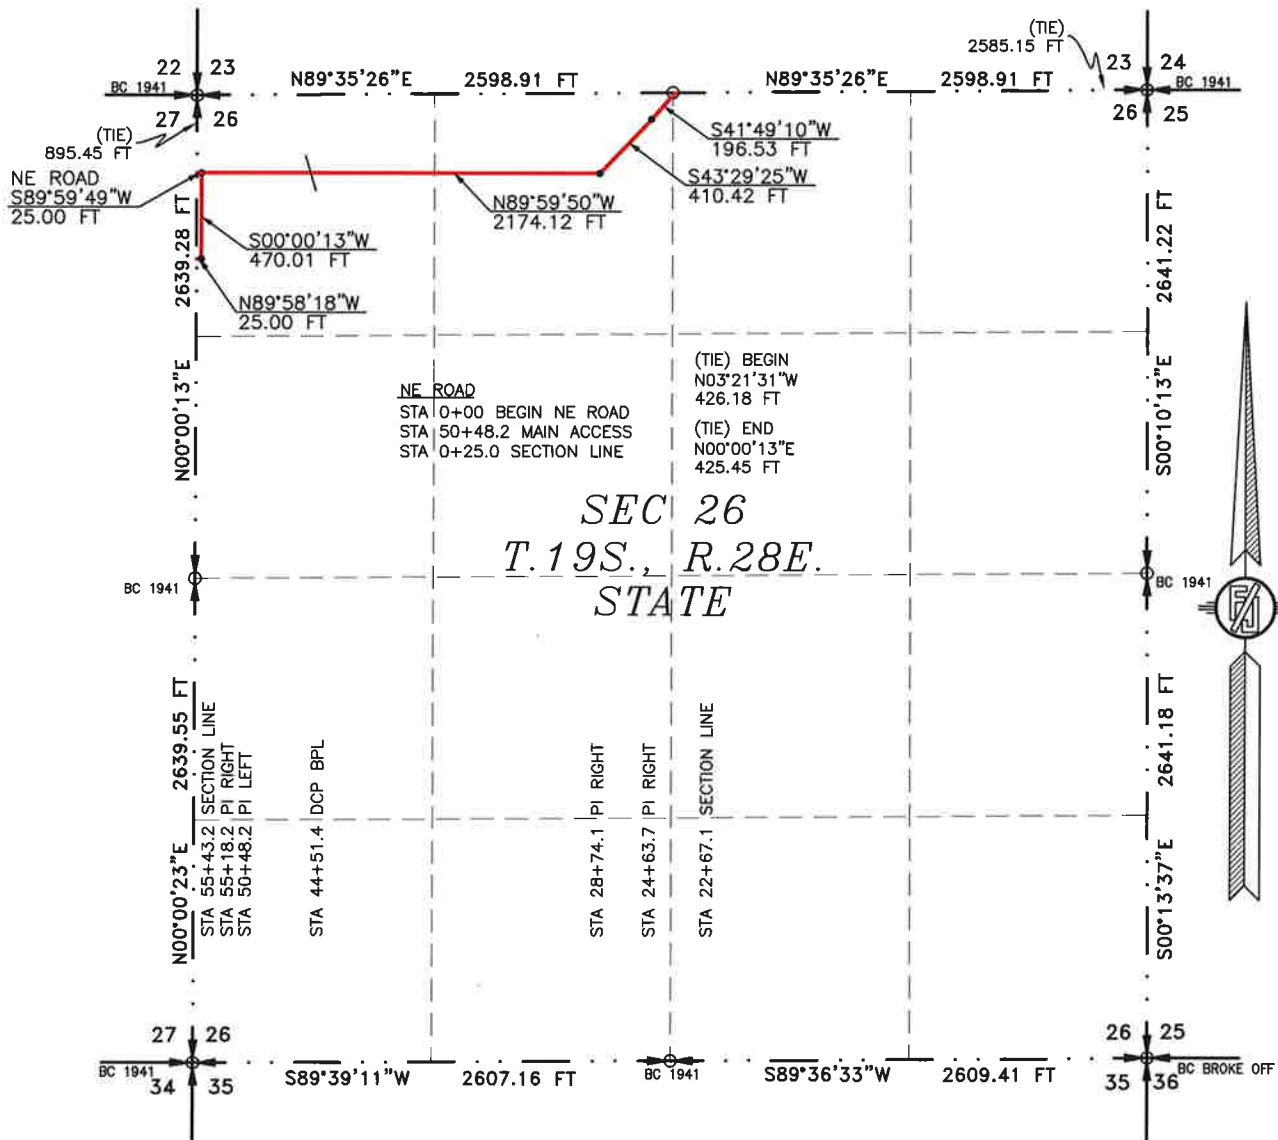 (TIE)
2585.15 FT
22 23
N89°35'26"E 2598.91 FT
N89°35'26"E 2598.91 FT
23 24
BC 1941
BC 1941
27 26
26 25
(TIE)
895.45 FT
S41°49'10"W
196.53 FT
NE ROAD
S89°59'49"W
25.00 FT
S43°29'25"W
410.42 FT
N89°59'50"W
2174.12 FT
S00°00'13"W
470.01 FT
N89°58'18"W
25.00 FT
2639.28 FT
N00°00'13"E
2641.22 FT
S00°10'13"E
NE ROAD
STA 0+00 BEGIN NE ROAD
STA 50+48.2 MAIN ACCESS
STA 0+25.0 SECTION LINE
(TIE) BEGIN
N03°21'31"W
426.18 FT
(TIE) END
N00°00'13"E
425.45 FT
SEC 26
T.19S., R.28E.
STATE
BC 1941
BC 1941
2639.55 FT
N00°00'23"E
STA 55+43.2 SECTION LINE
STA 55+18.2 PI RIGHT
STA 50+48.2 PI LEFT
STA 44+51.4 DCP BPL
STA 28+74.1 PI RIGHT
STA 24+63.7 PI RIGHT
STA 22+67.1 SECTION LINE
2641.18 FT
S00°13'37"E
27 26
26 25
BC 1941
34 35
S89°39'11"W 2607.16 FT
BC 1941
S89°36'33"W 2609.41 FT
35 36
BC BROKE OFF